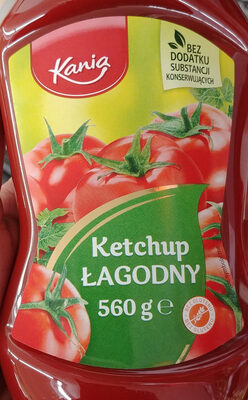 Kania
BEZ
DODATKU
SUBSTANCJI
KONSERWUJĄCYCH
Ketchup
ŁAGODNY
560 g ℮